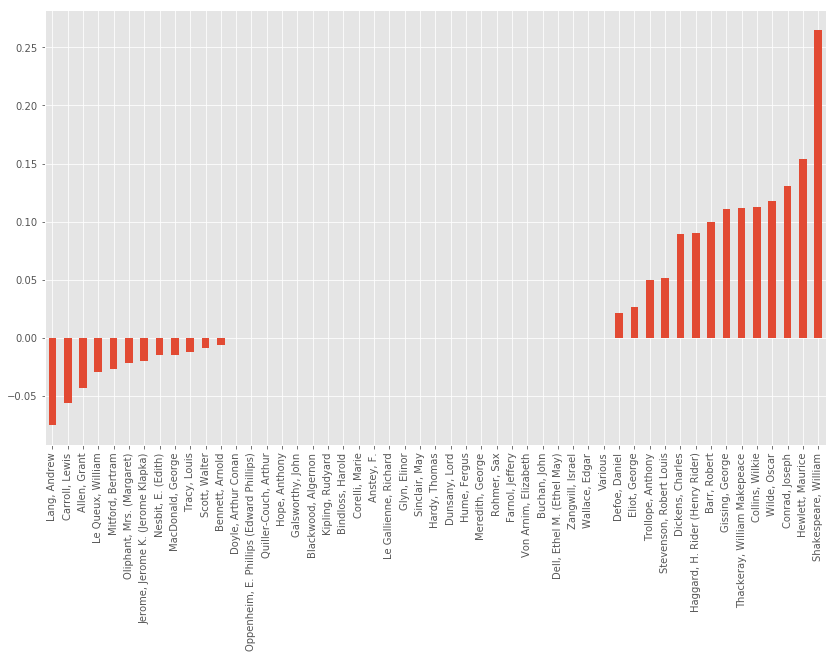 0.25
0.20
0.15
0.10
0.05
0.00
−0.05
Lang, Andrew
Carroll, Lewis
Allen, Grant
Le Queux, William
Mitford, Bertram
Oliphant, Mrs. (Margaret)
Jerome, Jerome K. (Jerome Klapka)
Nesbit, E. (Edith)
MacDonald, George
Tracy, Louis
Scott, Walter
Bennett, Arnold
Doyle, Arthur Conan
Oppenheim, E. Phillips (Edward Phillips)
Quiller-Couch, Arthur
Hope, Anthony
Galsworthy, John
Blackwood, Algernon
Kipling, Rudyard
Bindloss, Harold
Corelli, Marie
Anstey, F.
Le Gallienne, Richard
Glyn, Elinor
Sinclair, May
Hardy, Thomas
Dunsany, Lord
Hume, Fergus
Meredith, George
Rohmer, Sax
Farnol, Jeffery
Von Arnim, Elizabeth
Buchan, John
Dell, Ethel M. (Ethel May)
Zangwill, Israel
Wallace, Edgar
Various
Defoe, Daniel
Eliot, George
Trollope, Anthony
Stevenson, Robert Louis
Dickens, Charles
Haggard, H. Rider (Henry Rider)
Barr, Robert
Gissing, George
Thackeray, William Makepeace
Collins, Wilkie
Wilde, Oscar
Conrad, Joseph
Hewlett, Maurice
Shakespeare, William